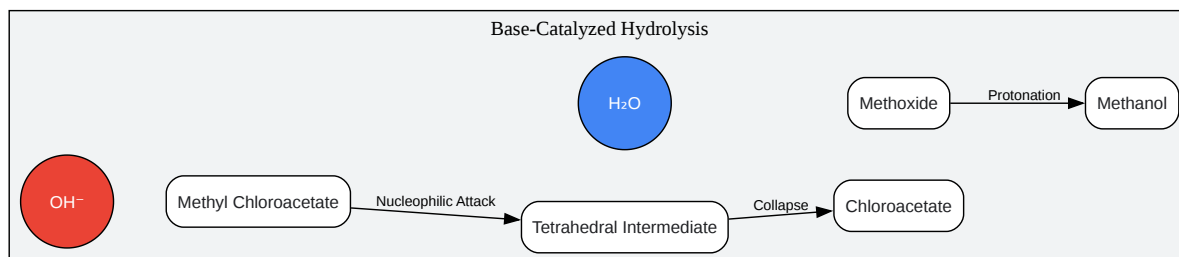 Base-Catalyzed Hydrolysis
H₂O
Methoxide
Protonation
Methanol
OH⁻
Methyl Chloroacetate
Nucleophilic Attack
Tetrahedral Intermediate
Collapse
Chloroacetate